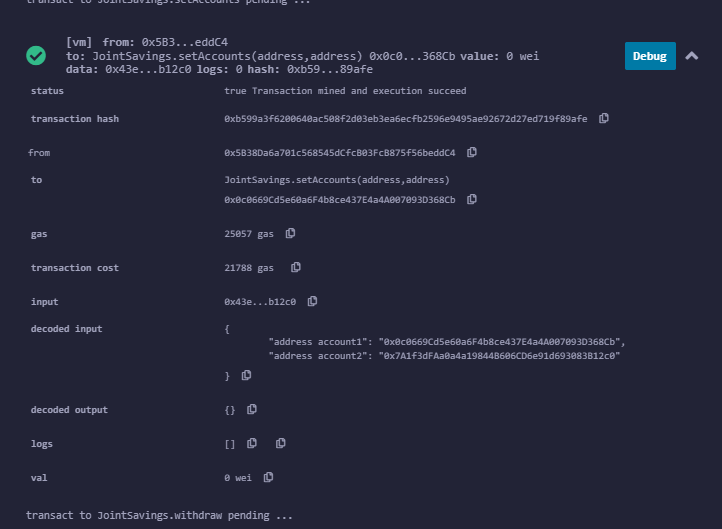 transact to JointSavings.setAccounts pending ...
[vm] from: 0x5B3...eddC4
to: JointSavings.setAccounts(address,address) 0x0c0...368Cb value: 0 wei
data: 0x43e...b12c0 logs: 0 hash: 0xb59...89afe
Debug
status true Transaction mined and execution succeed
transaction hash 0xb599a3f6200640ac508f2d03eb3ea6ecfb2596e9495ae92672d27ed719f89afe
from 0x5B38Da6a701c568545dCfcB03FcB875f56beddC4
to JointSavings.setAccounts(address,address)
0x0c0669Cd5e60a6F4b8ce437E4a4A007093D368Cb
gas 25057 gas
transaction cost 21788 gas
input 0x43e...b12c0
decoded input {
"address account1": "0x0c0669Cd5e60a6F4b8ce437E4a4A007093D368Cb",
"address account2": "0x7A1f3dFAa0a4a19844B606CD6e91d693083B12c0"
}
decoded output {}
logs []
val 0 wei
transact to JointSavings.withdraw pending ...